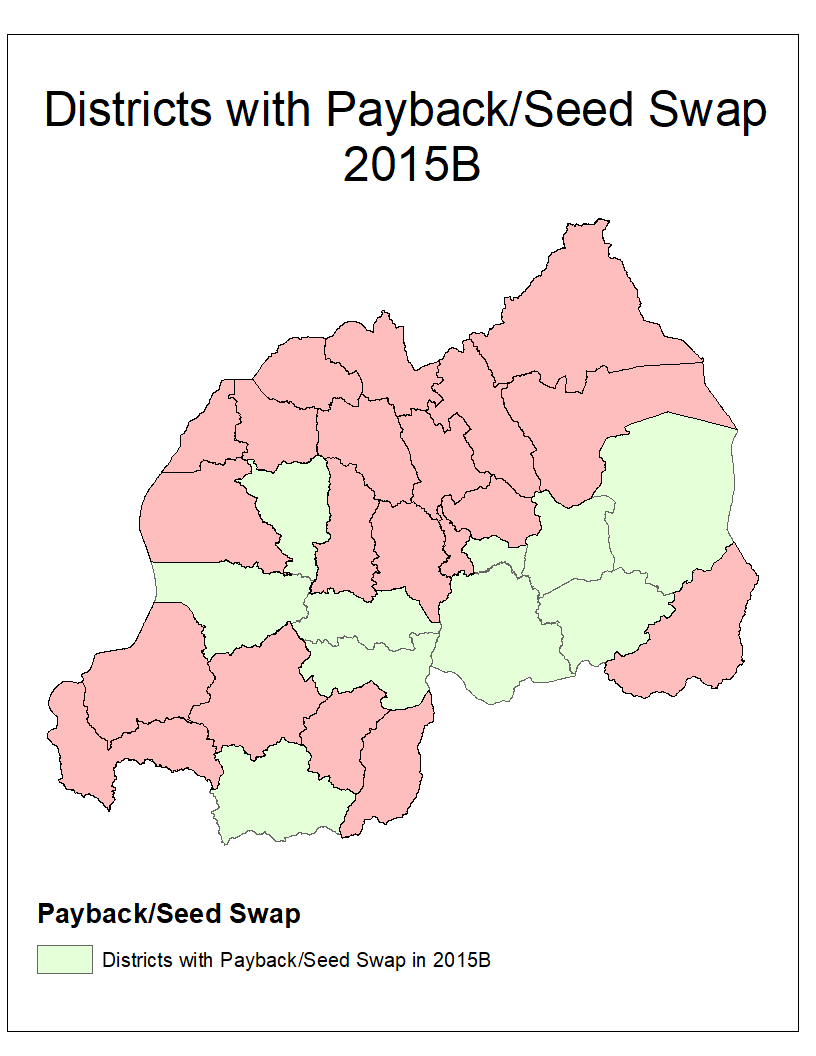 Districts with Payback/Seed Swap
2015B
Payback/Seed Swap
Districts with Payback/Seed Swap in 2015B